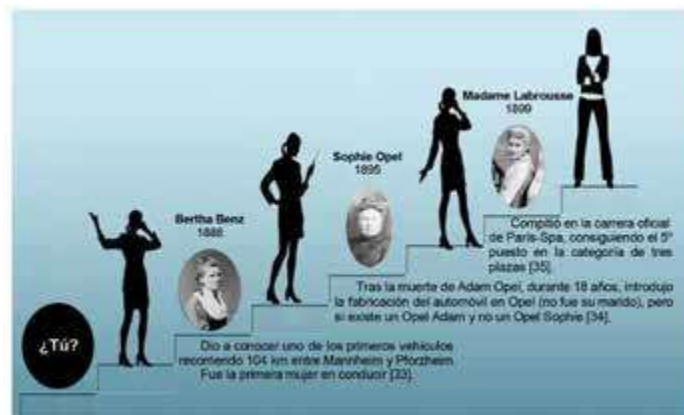 Madame Labrousse
1899
Sophie Opel
1895
Bertha Benz
1888
Compitió en la carrera oficial
de París-Spa, consiguiendo el 5º
puesto en la categoría de tres
plazas [35].
Tras la muerte de Adam Opel, durante 18 años, introdujo
la fabricación del automóvil en Opel (no fue su marido), pero
si existe un Opel Adam y no un Opel Sophie [34].
¿Tú?
Dio a conocer uno de los primeros vehículos
recorriendo 104 km entre Mannheim y Pforzheim.
Fue la primera mujer en conducir [33].